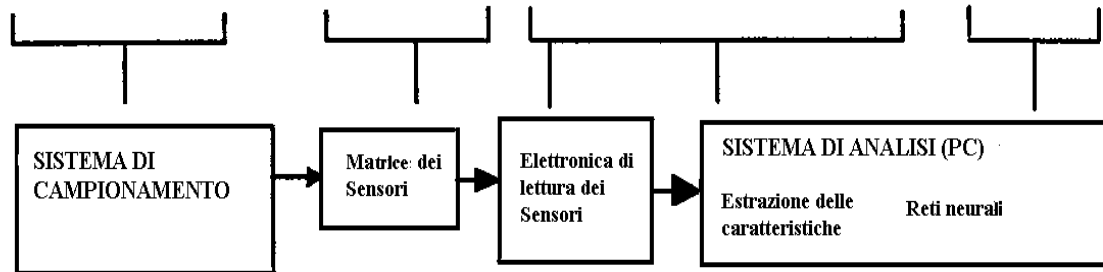 SISTEMA DI
CAMPIONAMENTO
Matrice dei
Sensori
Elettronica di
lettura dei
Sensori
SISTEMA DI ANALISI (PC)
Estrazione delle
caratteristiche
Reti neurali